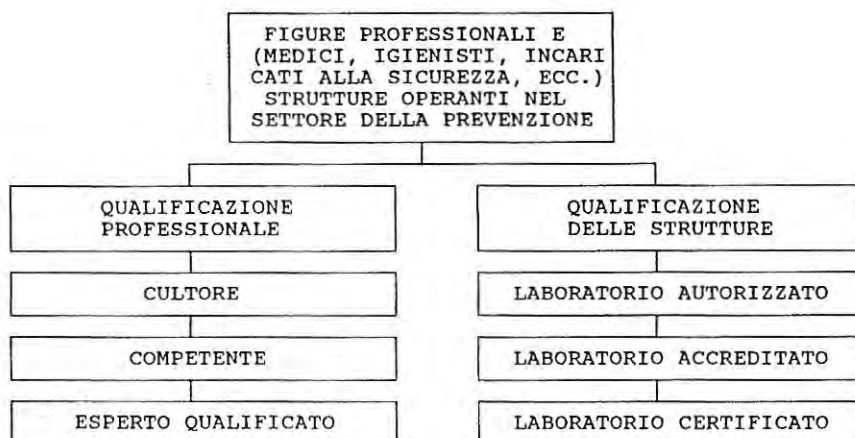 FIGURE PROFESSIONALI E
(MEDICI, IGIENISTI, INCARI
CATI ALLA SICUREZZA, ECC.)
STRUTTURE OPERANTI NEL
SETTORE DELLA PREVENZIONE
QUALIFICAZIONE
PROFESSIONALE
CULTORE
COMPETENTE
ESPERTO QUALIFICATO
QUALIFICAZIONE
DELLE STRUTTURE
LABORATORIO AUTORIZZATO
LABORATORIO ACCREDITATO
LABORATORIO CERTIFICATO